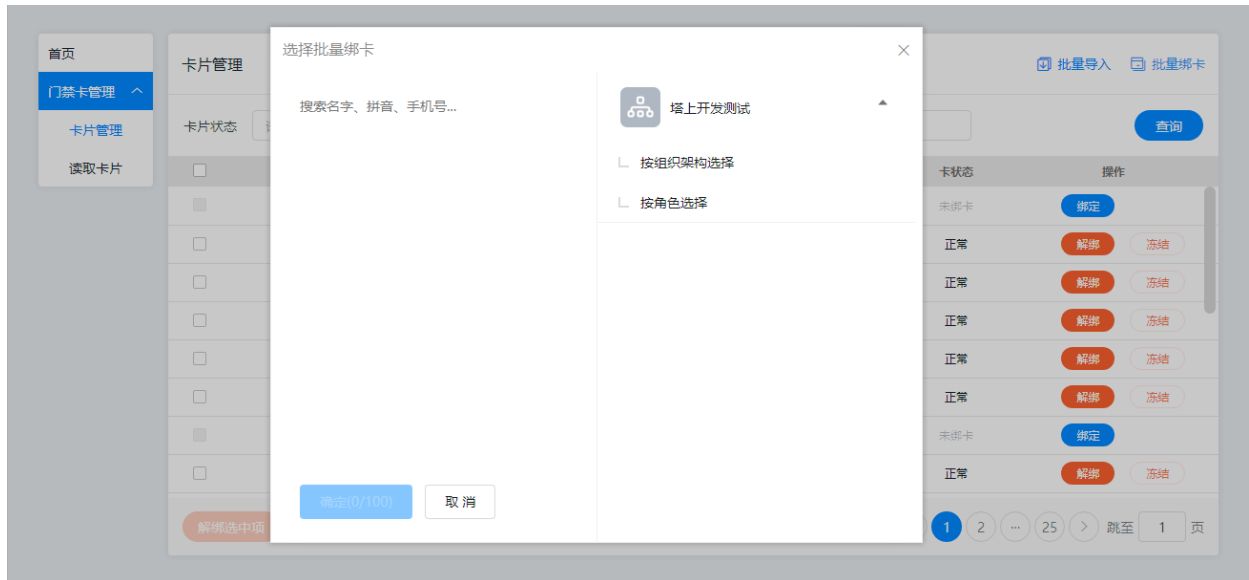 首页
门禁卡管理
卡片管理
读取卡片
卡片管理
批量导入 批量绑卡
卡片状态
查询
卡状态 操作
未绑卡 绑定
正常 解绑 冻结
正常 解绑 冻结
正常 解绑 冻结
正常 解绑 冻结
正常 解绑 冻结
未绑卡 绑定
正常 解绑 冻结
解绑选中项
1 2 ··· 25 > 跳至 1 页
选择批量绑卡
搜索名字、拼音、手机号...
塔上开发测试
按组织架构选择
按角色选择
确定(0/100) 取 消